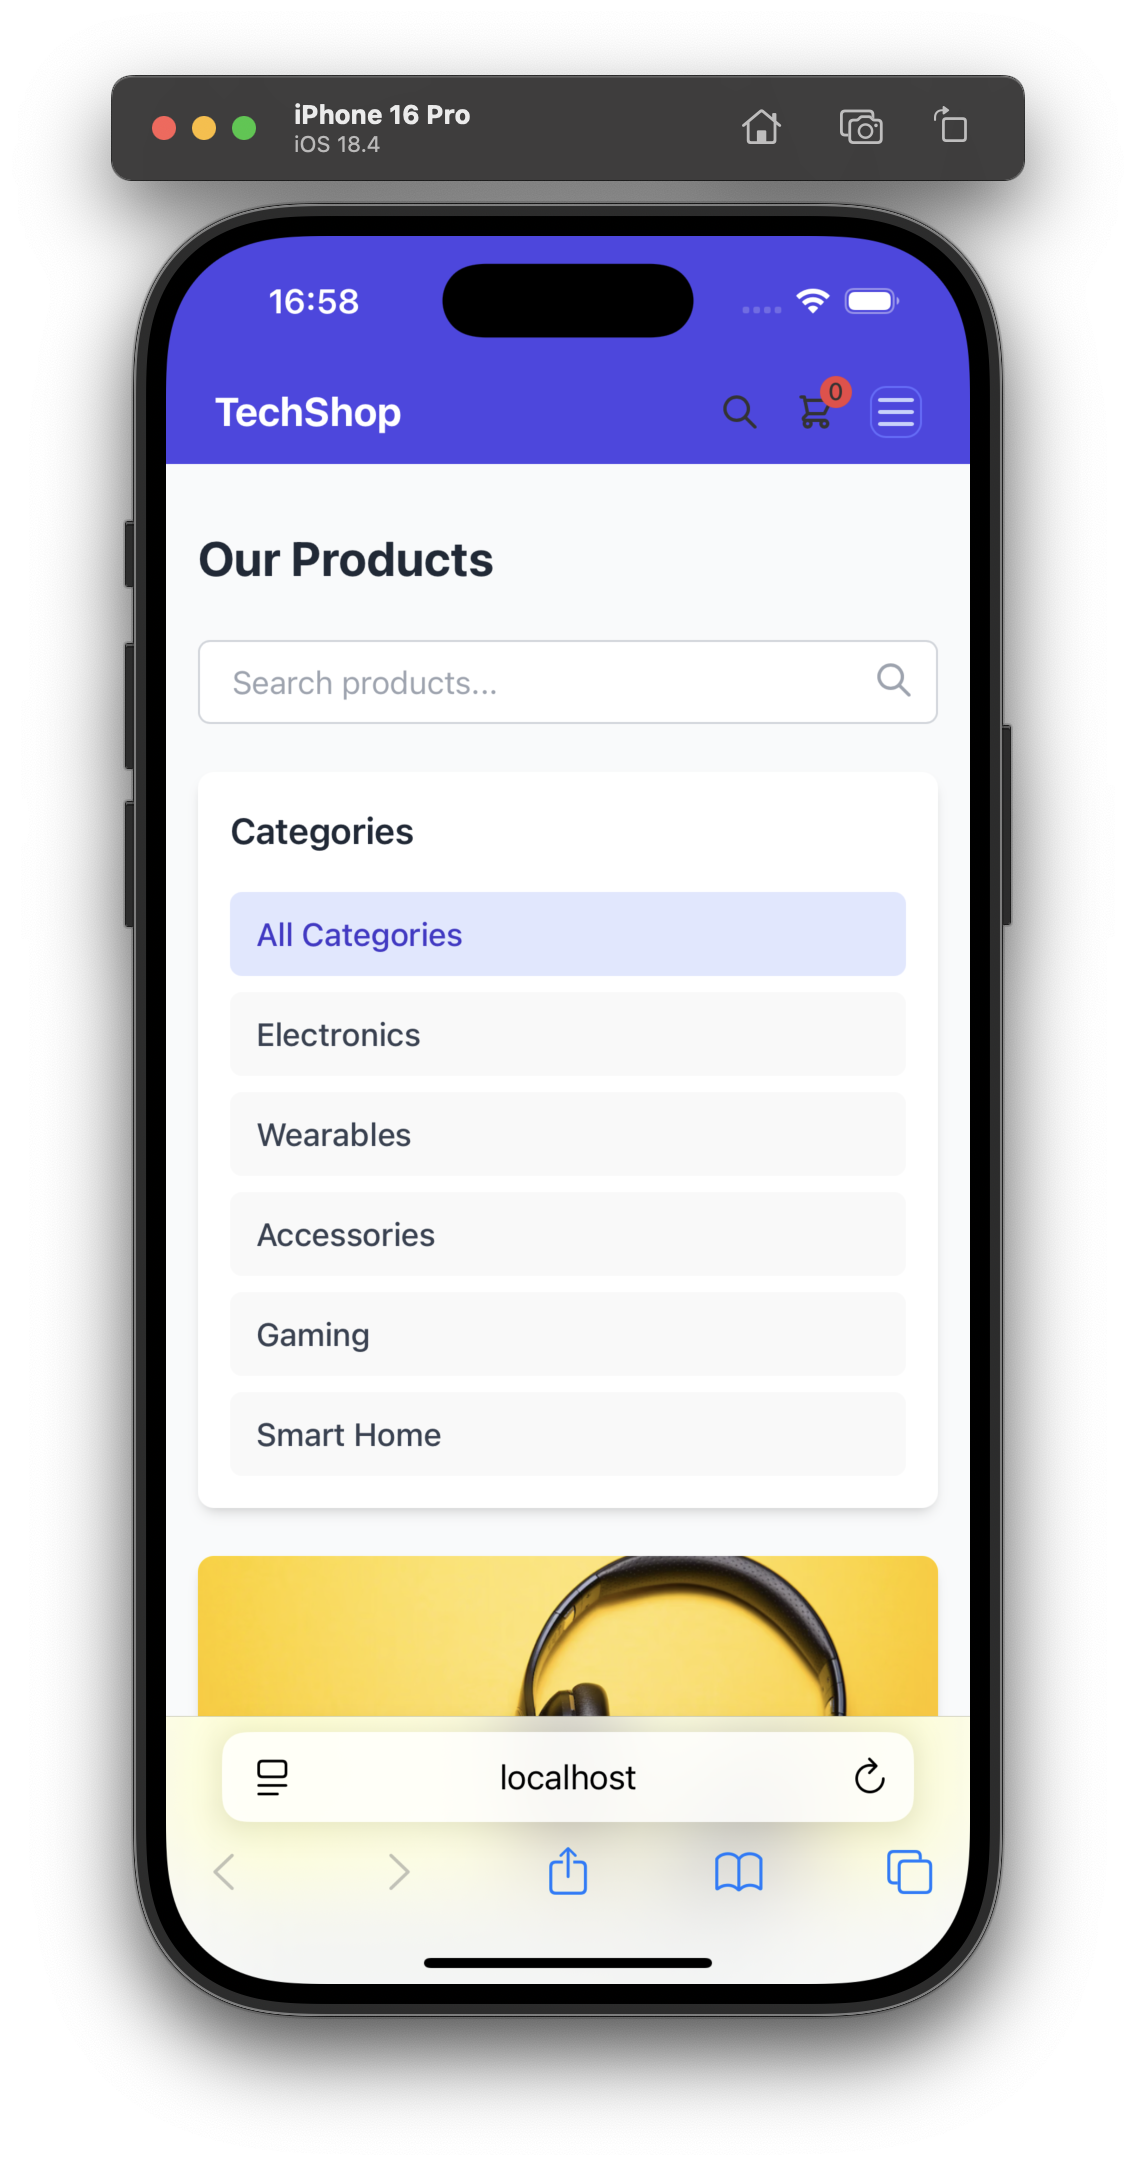 iPhone 16 Pro
iOS 18.4
16:58
TechShop
0
Our Products
Search products...
Categories
All Categories
Electronics
Wearables
Accessories
Gaming
Smart Home
localhost